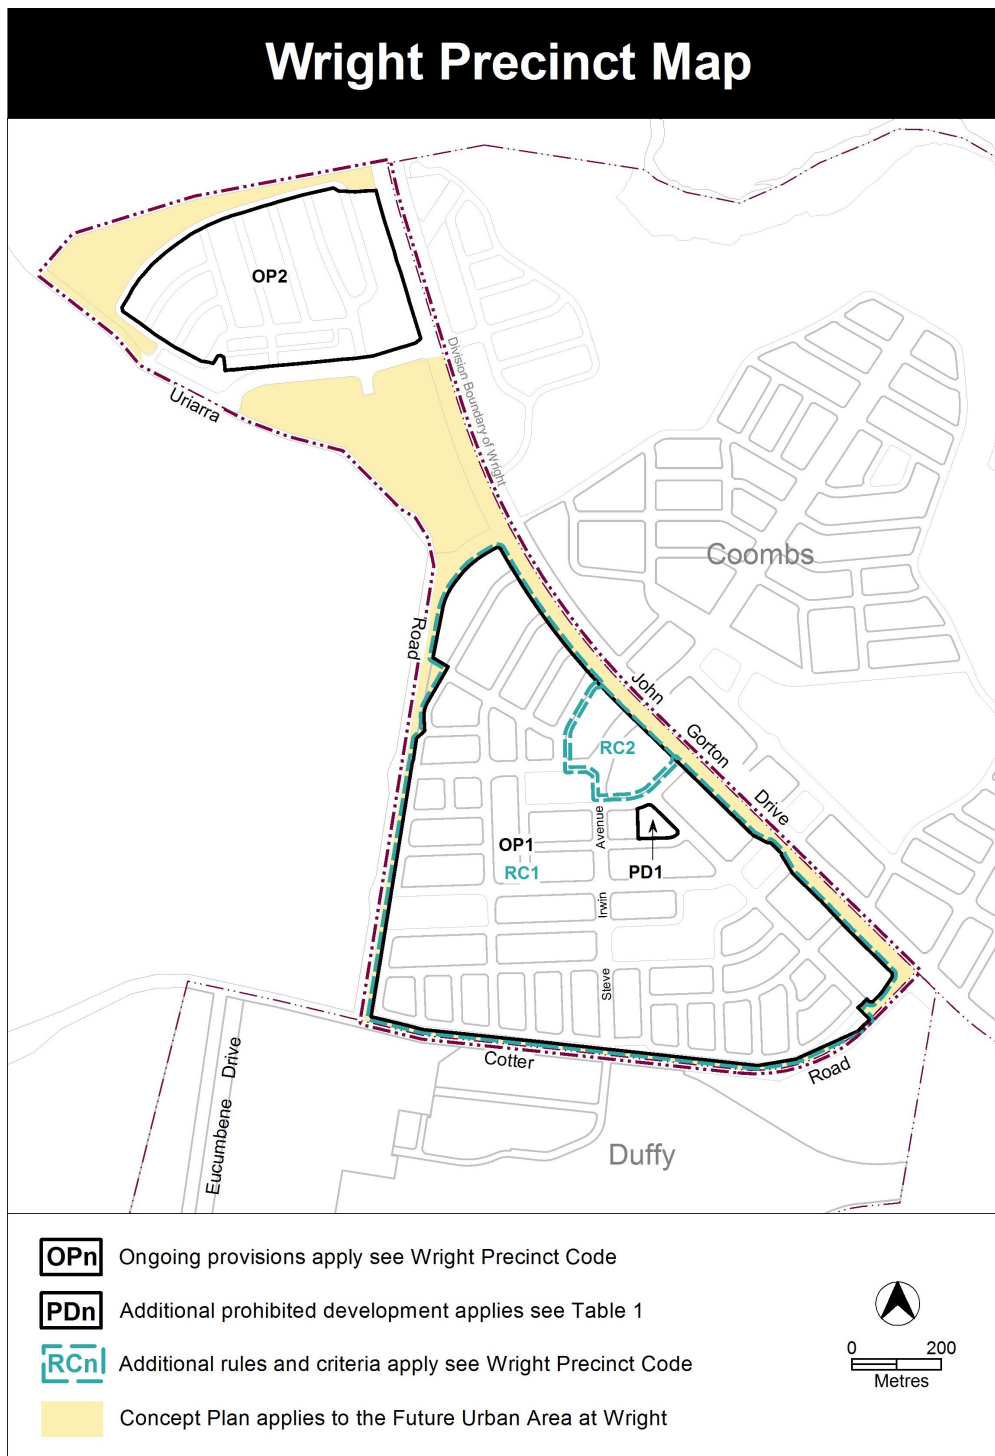 Wright Precinct Map
OP2
Uriarra
Division Boundary of Wright
Coombs
Road
John
Gorton
Drive
RC2
Avenue
OP1
RC1
PD1
Irwin
Steve
Cotter
Road
Eucumbene Drive
Duffy
OPn Ongoing provisions apply see Wright Precinct Code
PDn Additional prohibited development applies see Table 1
RCn Additional rules and criteria apply see Wright Precinct Code
Concept Plan applies to the Future Urban Area at Wright
0 200
Metres